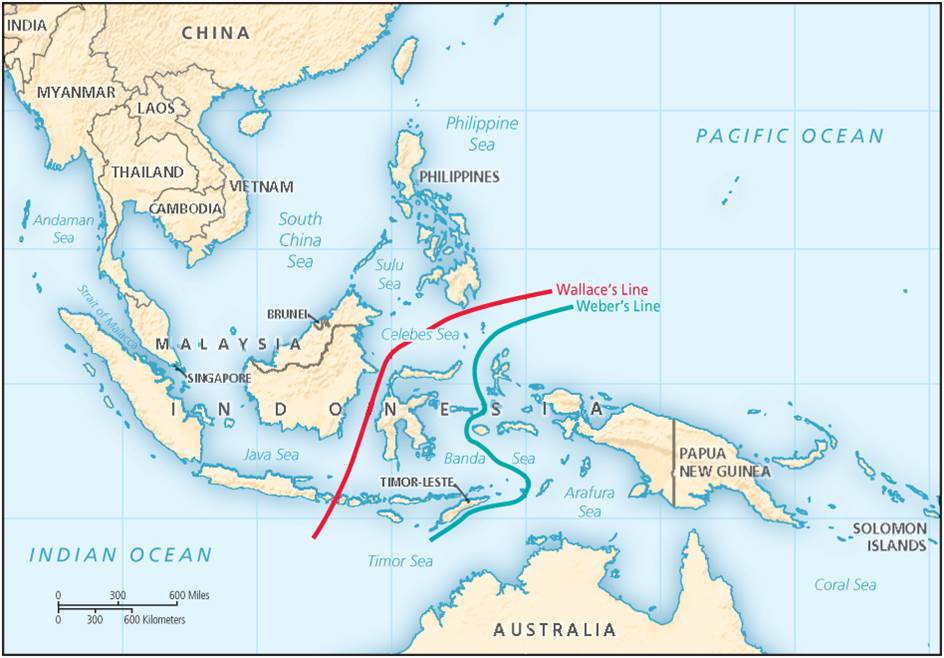 INDIA
CHINA
MYANMAR
LAOS
Philippine
Sea
PACIFIC OCEAN
THAILAND
PHILIPPINES
VIETNAM
CAMBODIA
Andaman
Sea
South
China
Sea
Sulu
Sea
Strait of Malacca
Wallace's Line
Weber's Line
BRUNEI
Celebes Sea
MALAYSIA
SINGAPORE
INDONESIA
Java Sea
Banda Sea
PAPUA
NEW GUINEA
TIMOR-LESTE
Arafura
Sea
SOLOMON
ISLANDS
INDIAN OCEAN
Timor Sea
Coral Sea
0 300 600 Miles
0 300 600 Kilometers
AUSTRALIA